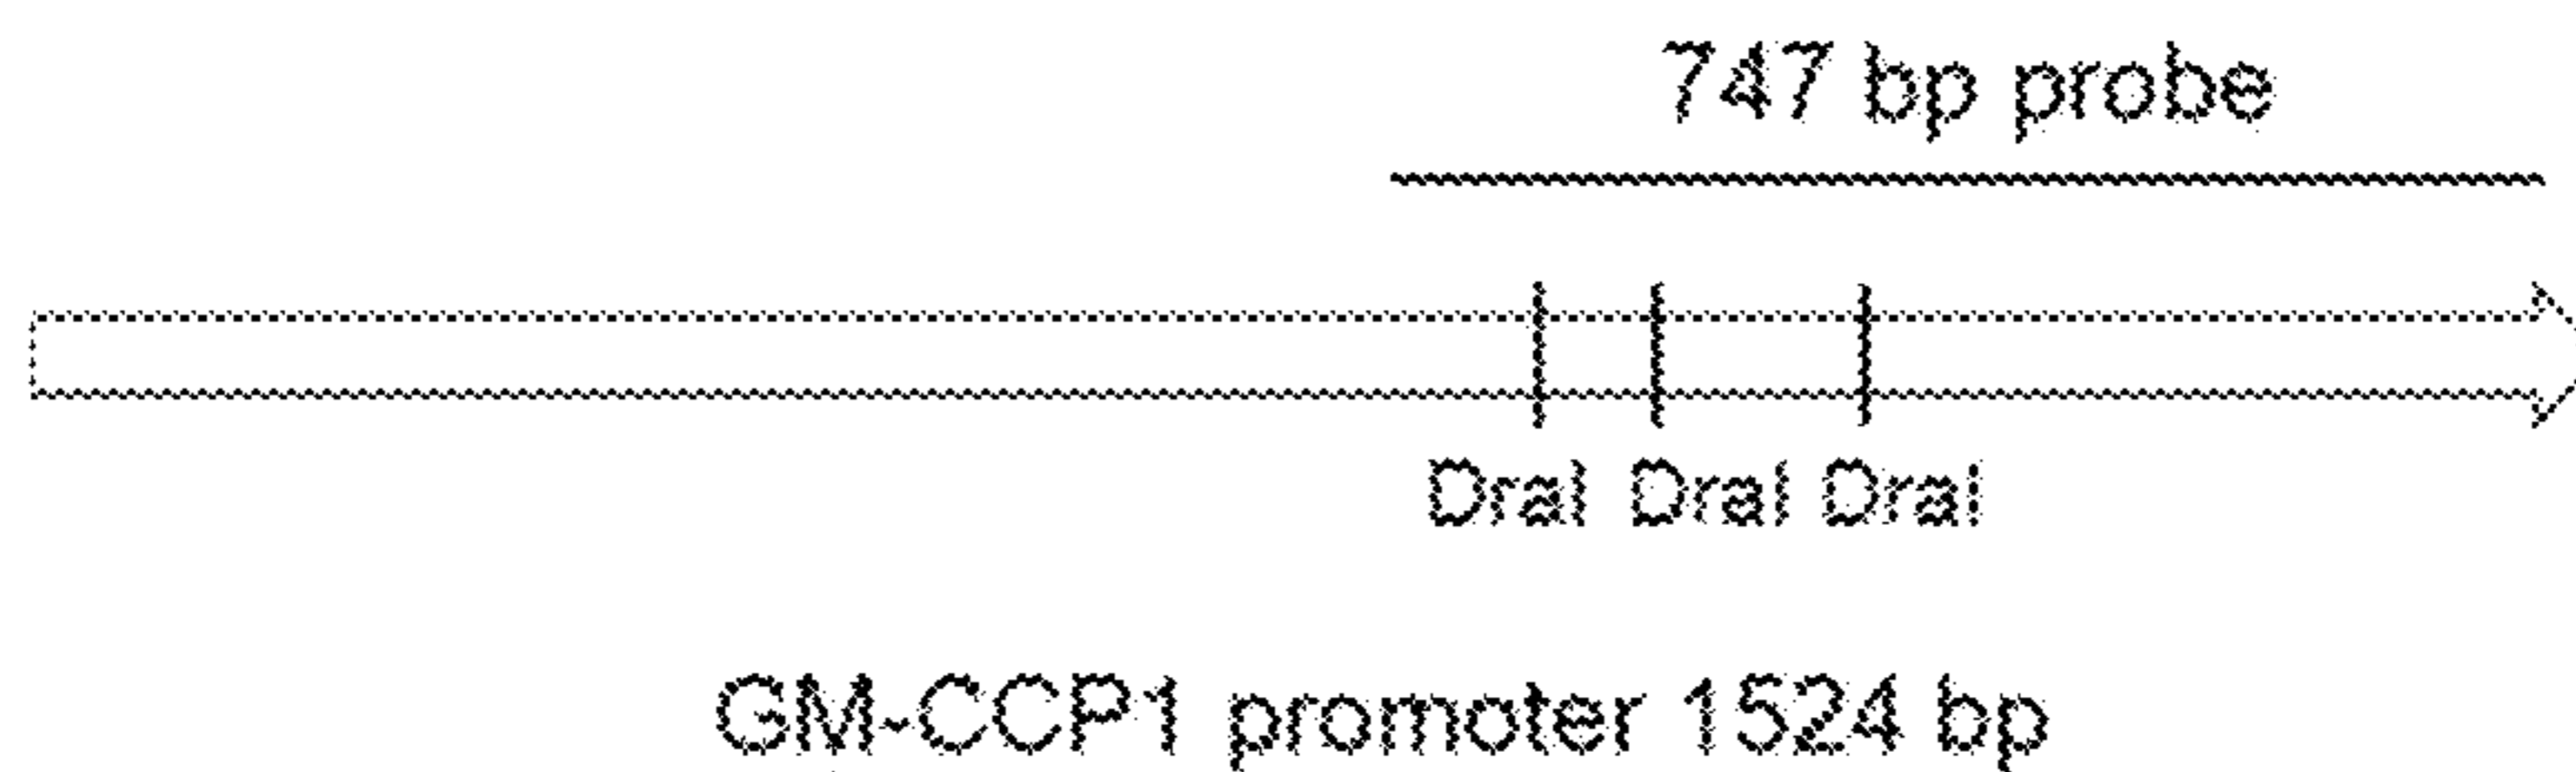 747 bp probe
DraI DraI DraI
GM-CCP1 promoter 1524 bp